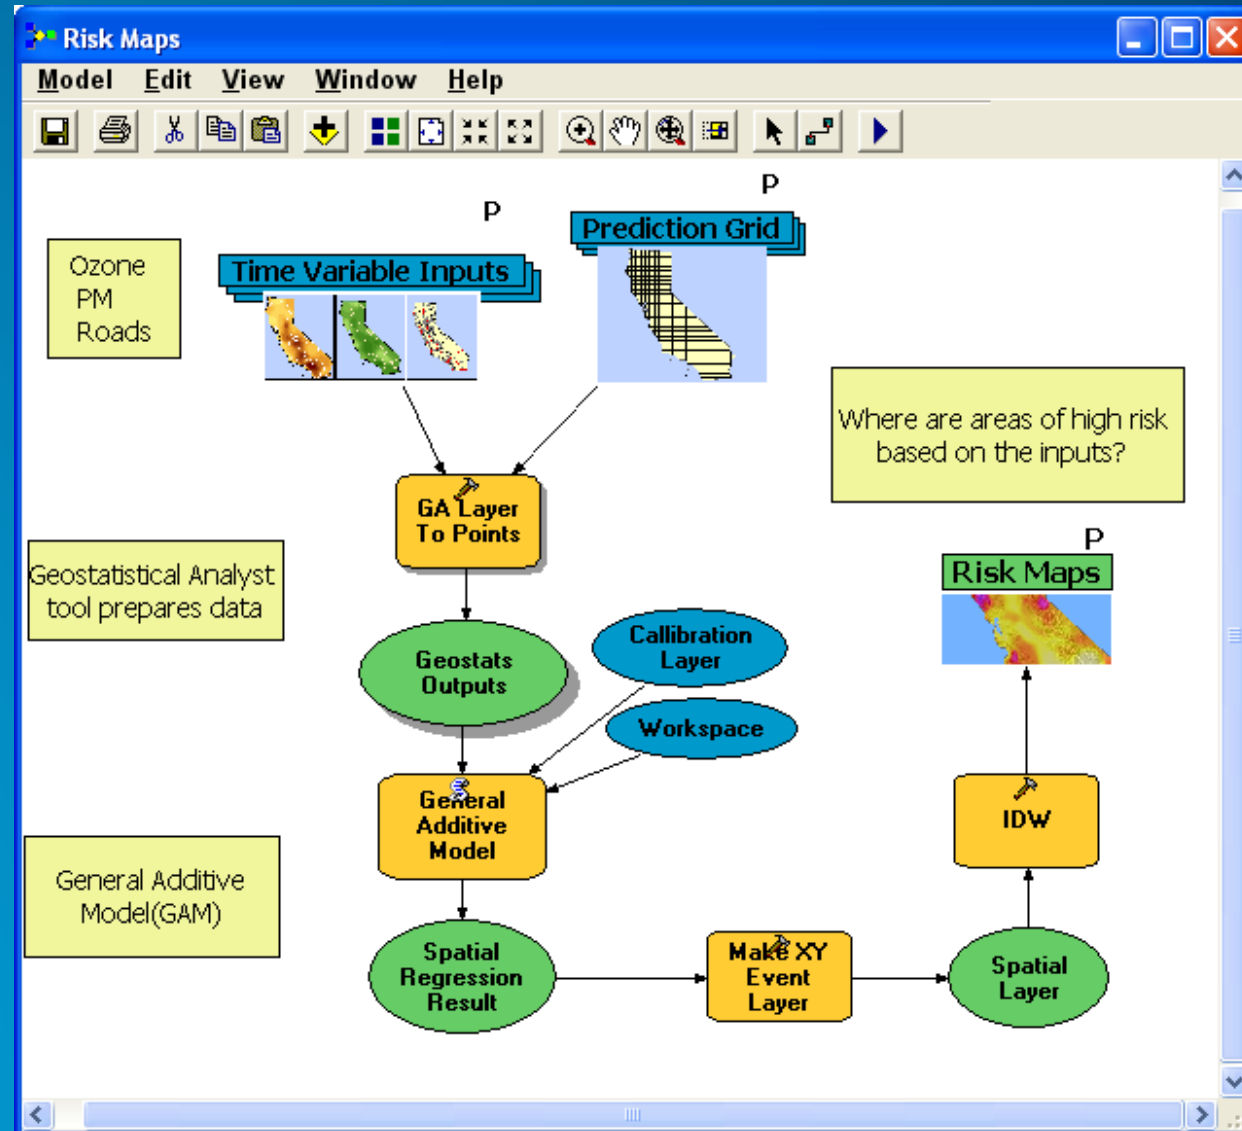 Risk Maps
Model Edit View Window Help
P
P
Prediction Grid
Time Variable Inputs
Ozone
PM
Roads
Where are areas of high risk
based on the inputs?
GA Layer
To Points
Geostatistical Analyst
tool prepares data
P
Risk Maps
Geostats
Outputs
Callibration
Layer
Workspace
General
Additive
Model
IDW
General Additive
Model(GAM)
Spatial
Regression
Result
Make XY
Event
Layer
Spatial
Layer